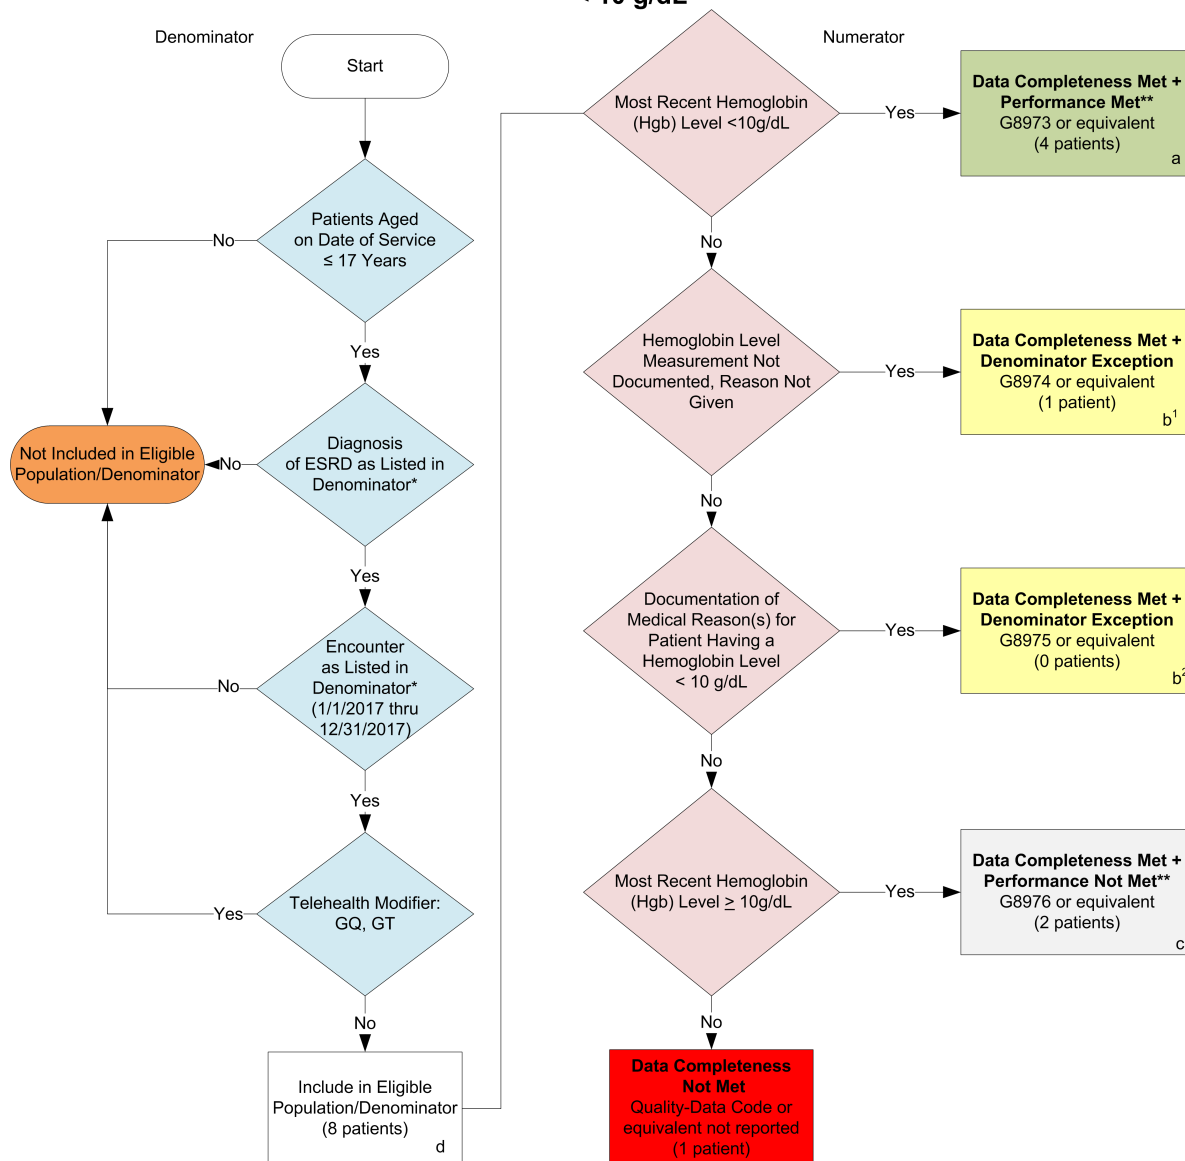 < 10 g/dL
Denominator
Numerator
Start
Patients Aged
on Date of Service
≤ 17 Years
No
Yes
Diagnosis
of ESRD as Listed in
Denominator*
No
Not Included in Eligible
Population/Denominator
Yes
Encounter
as Listed in
Denominator*
(1/1/2017 thru
12/31/2017)
No
Yes
Telehealth Modifier:
GQ, GT
Yes
No
Include in Eligible
Population/Denominator
(8 patients)
d
Most Recent Hemoglobin
(Hgb) Level <10g/dL
Yes
Data Completeness Met +
Performance Met**
G8973 or equivalent
(4 patients)
a
No
Hemoglobin Level
Measurement Not
Documented, Reason Not
Given
Yes
Data Completeness Met +
Denominator Exception
G8974 or equivalent
(1 patient)
b¹
No
Documentation of
Medical Reason(s) for
Patient Having a
Hemoglobin Level
< 10 g/dL
Yes
Data Completeness Met +
Denominator Exception
G8975 or equivalent
(0 patients)
b²
No
Most Recent Hemoglobin
(Hgb) Level ≥ 10g/dL
Yes
Data Completeness Met +
Performance Not Met**
G8976 or equivalent
(2 patients)
c
No
Data Completeness
Not Met
Quality-Data Code or
equivalent not reported
(1 patient)